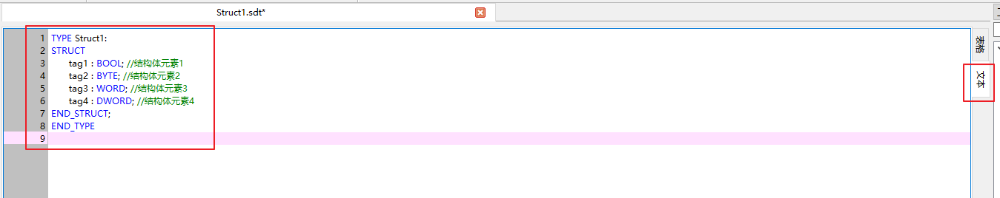 Struct1.sdt*
1 TYPE Struct1:
2 STRUCT
3 tag1 : BOOL; //结构体元素1
4 tag2 : BYTE; //结构体元素2
5 tag3 : WORD; //结构体元素3
6 tag4 : DWORD; //结构体元素4
7 END_STRUCT;
8 END_TYPE
9
表格
文本